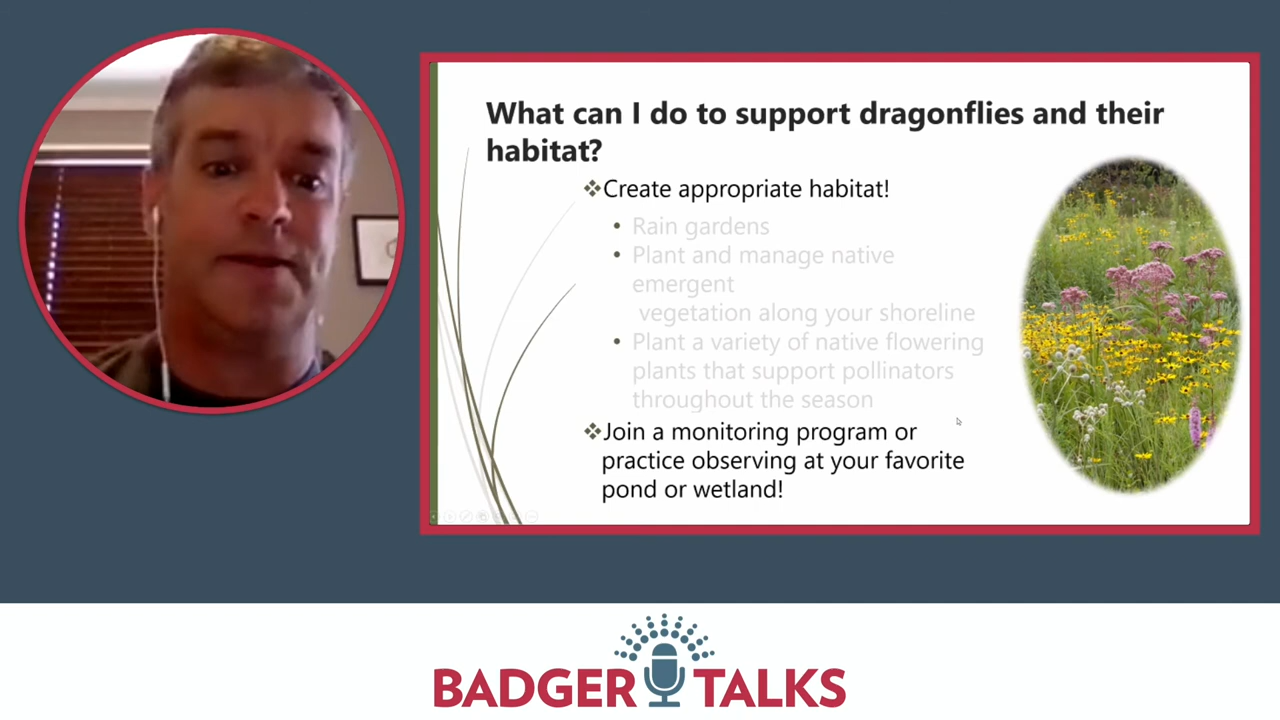 What can I do to support dragonflies and their
habitat?
❖Create appropriate habitat!
• Rain gardens
• Plant and manage native
emergent
vegetation along your shoreline
• Plant a variety of native flowering
plants that support pollinators
throughout the season
❖Join a monitoring program or
practice observing at your favorite
pond or wetland!
BADGER TALKS